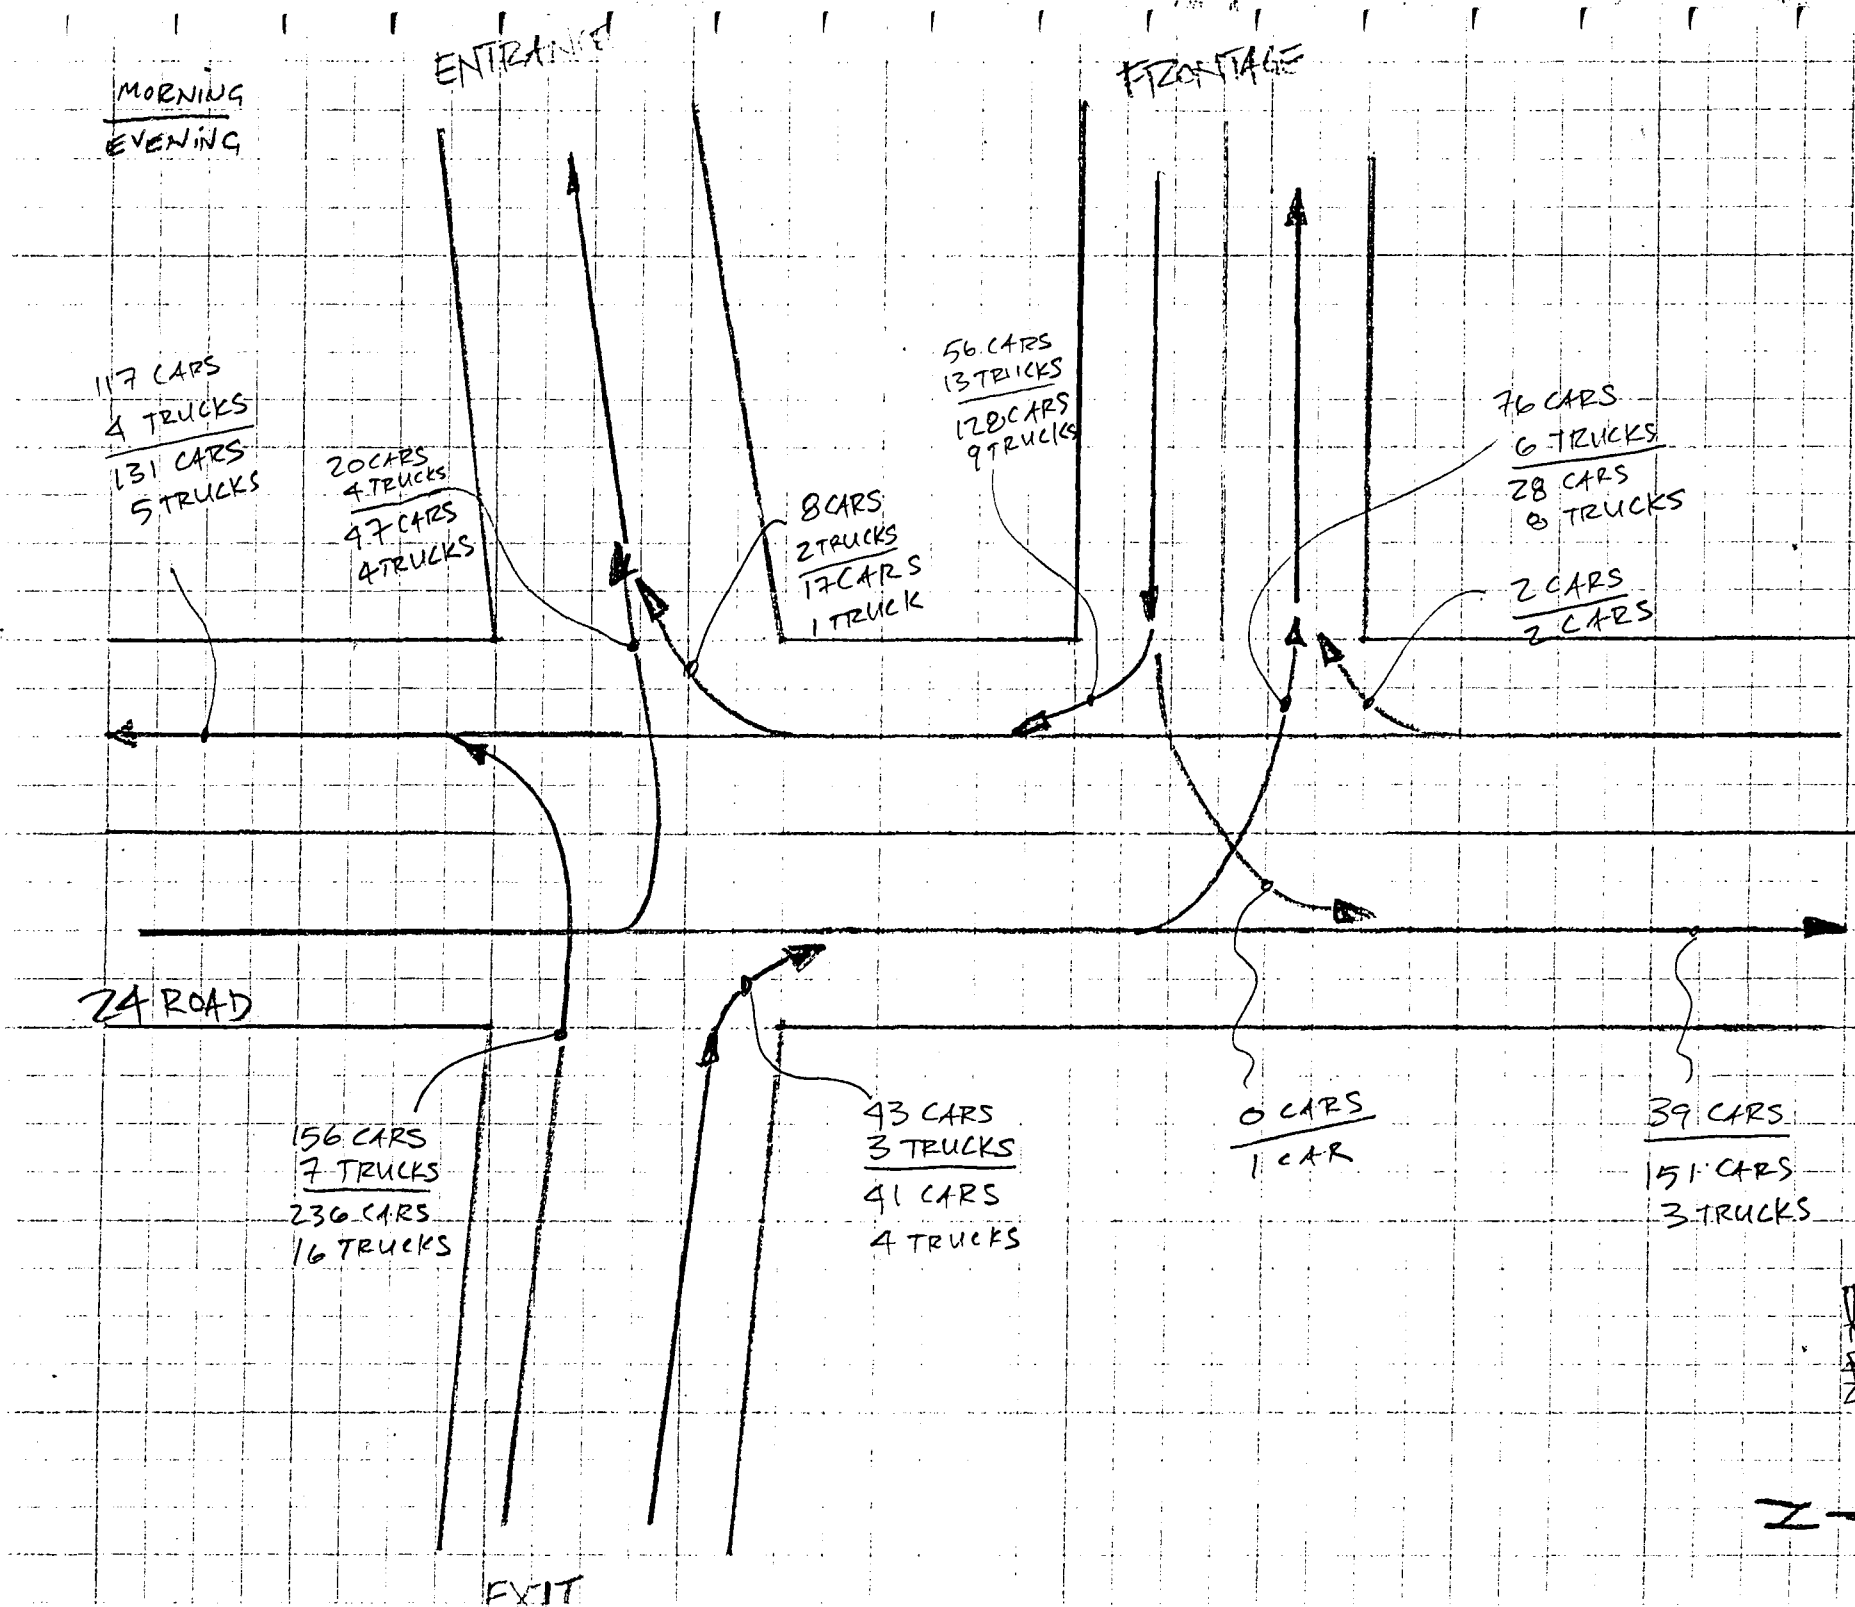 ENTRANCE
FRONTAGE
MORNING
EVENING
117 CARS
4 TRUCKS
131 CARS
5 TRUCKS
20 CARS
4 TRUCKS
47 CARS
4 TRUCKS
8 CARS
2 TRUCKS
17 CARS
1 TRUCK
56 CARS
13 TRUCKS
128 CARS
9 TRUCKS
76 CARS
6 TRUCKS
28 CARS
8 TRUCKS
2 CARS
2 CARS
24 ROAD
156 CARS
7 TRUCKS
236 CARS
16 TRUCKS
43 CARS
3 TRUCKS
41 CARS
4 TRUCKS
0 CARS
1 CAR
39 CARS
151 CARS
3 TRUCKS
N
EXIT